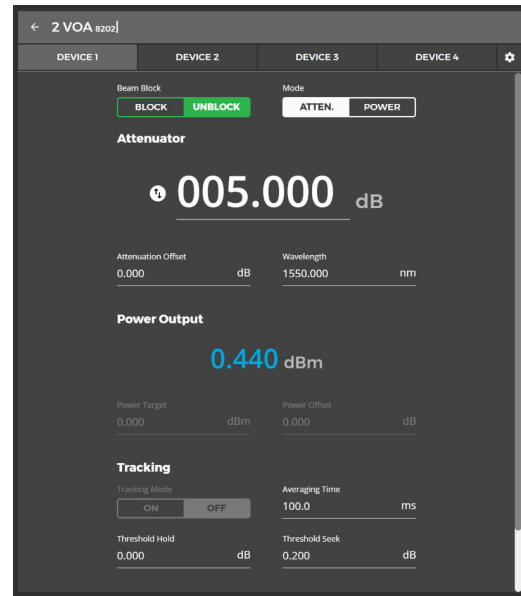 ← 2 VOA 8202
DEVICE 1 DEVICE 2 DEVICE 3 DEVICE 4
Beam Block Mode
BLOCK UNBLOCK ATTEN. POWER
Attenuator
005.000 dB
Attenuation Offset Wavelength
0.000 dB 1550.000 nm
Power Output
0.440 dBm
Power Target Power Offset
0.000 dBm 0.000 dB
Tracking
Tracking Mode Averaging Time
ON OFF 100.0 ms
Threshold Hold Threshold Seek
0.000 dB 0.200 dB